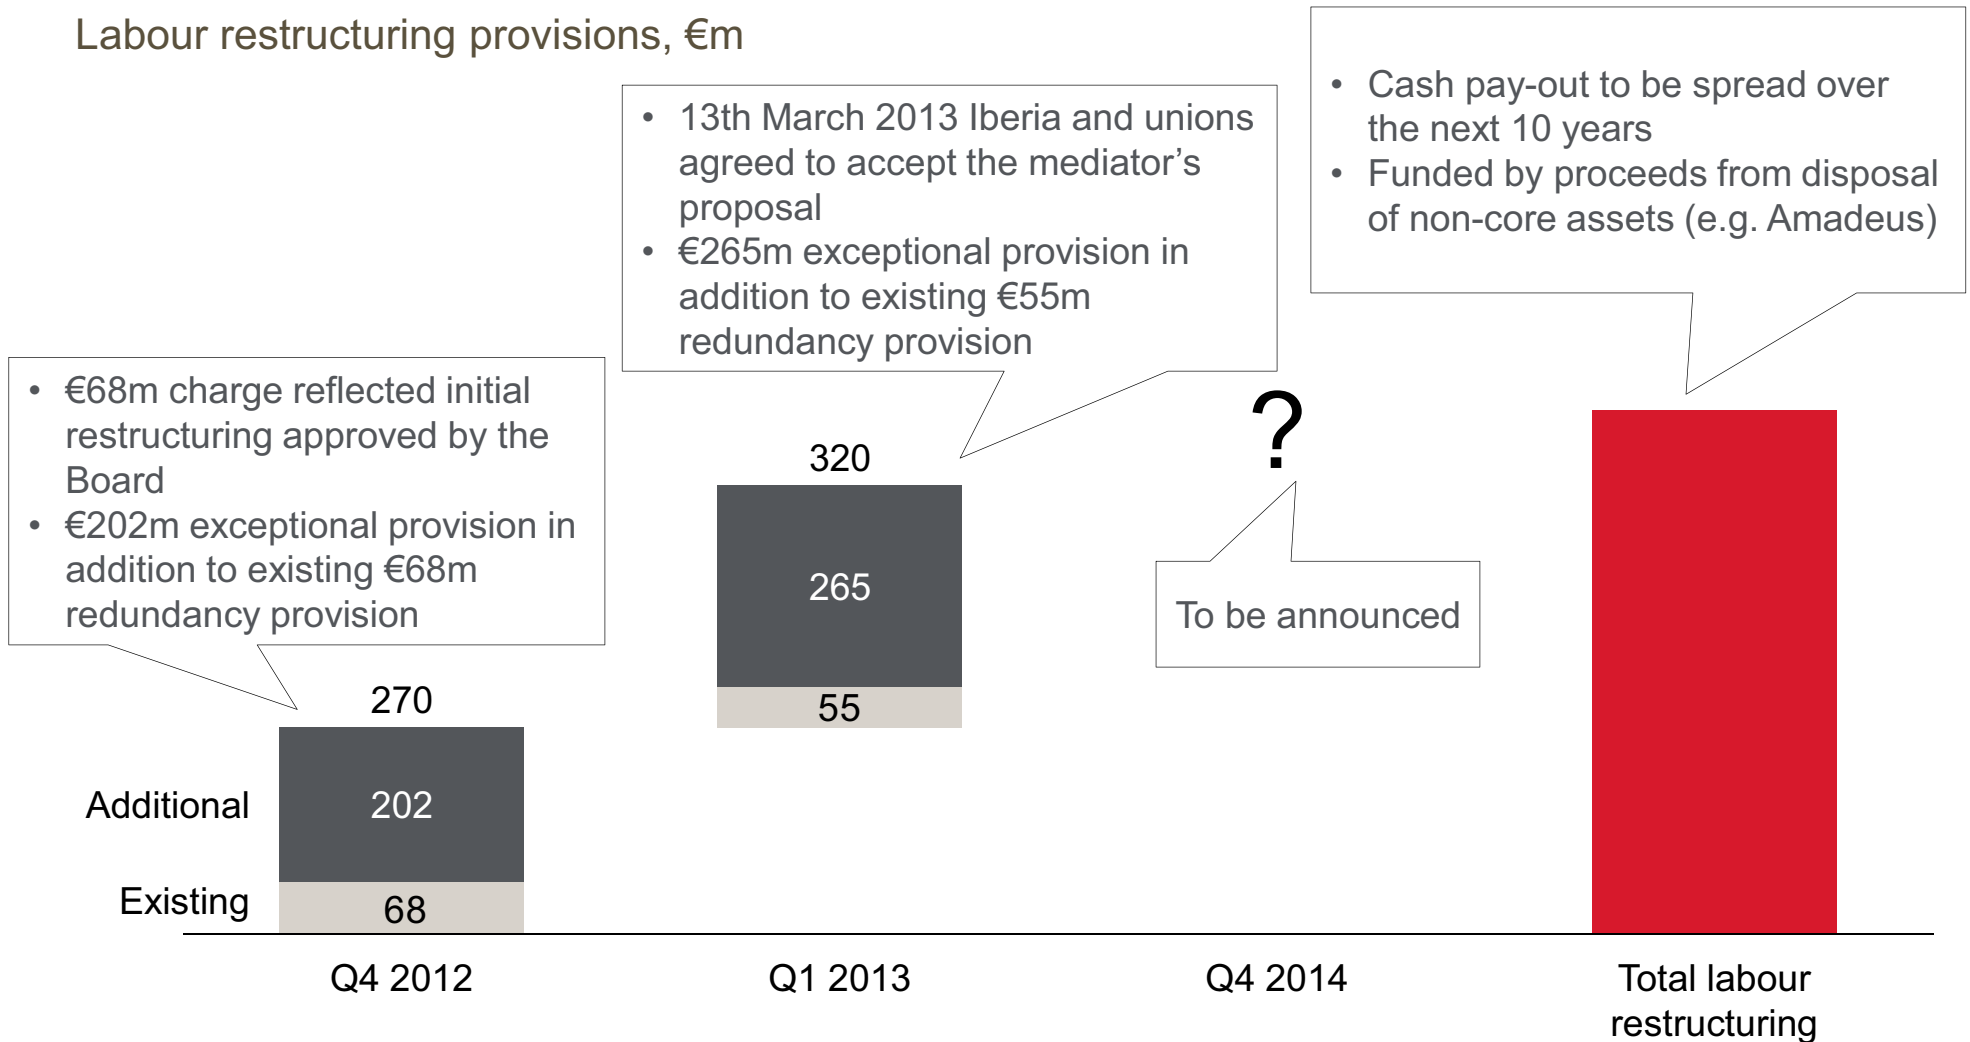 Labour restructuring provisions, €m
• €68m charge reflected initial
restructuring approved by the
Board
• €202m exceptional provision in
addition to existing €68m
redundancy provision
• 13th March 2013 Iberia and unions
agreed to accept the mediator’s
proposal
• €265m exceptional provision in
addition to existing €55m
redundancy provision
• Cash pay-out to be spread over
the next 10 years
• Funded by proceeds from disposal
of non-core assets (e.g. Amadeus)
?
To be announced
270
202
68
320
265
55
Additional
Existing
Q4 2012
Q1 2013
Q4 2014
Total labour
restructuring